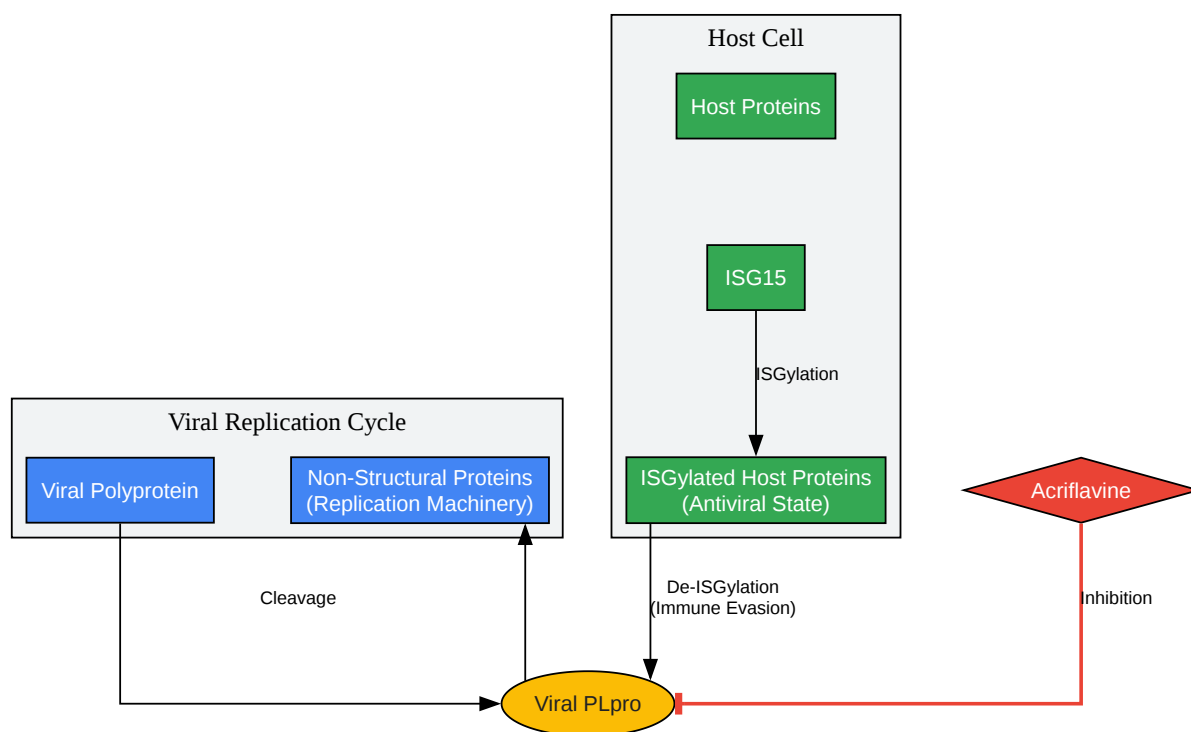 Host Cell
Host Proteins
ISG15
ISGylation
Viral Replication Cycle
Viral Polyprotein
Non-Structural Proteins
(Replication Machinery)
ISGylated Host Proteins
(Antiviral State)
Acriflavine
Cleavage
De-ISGylation
(Immune Evasion)
Inhibition
Viral PLpro